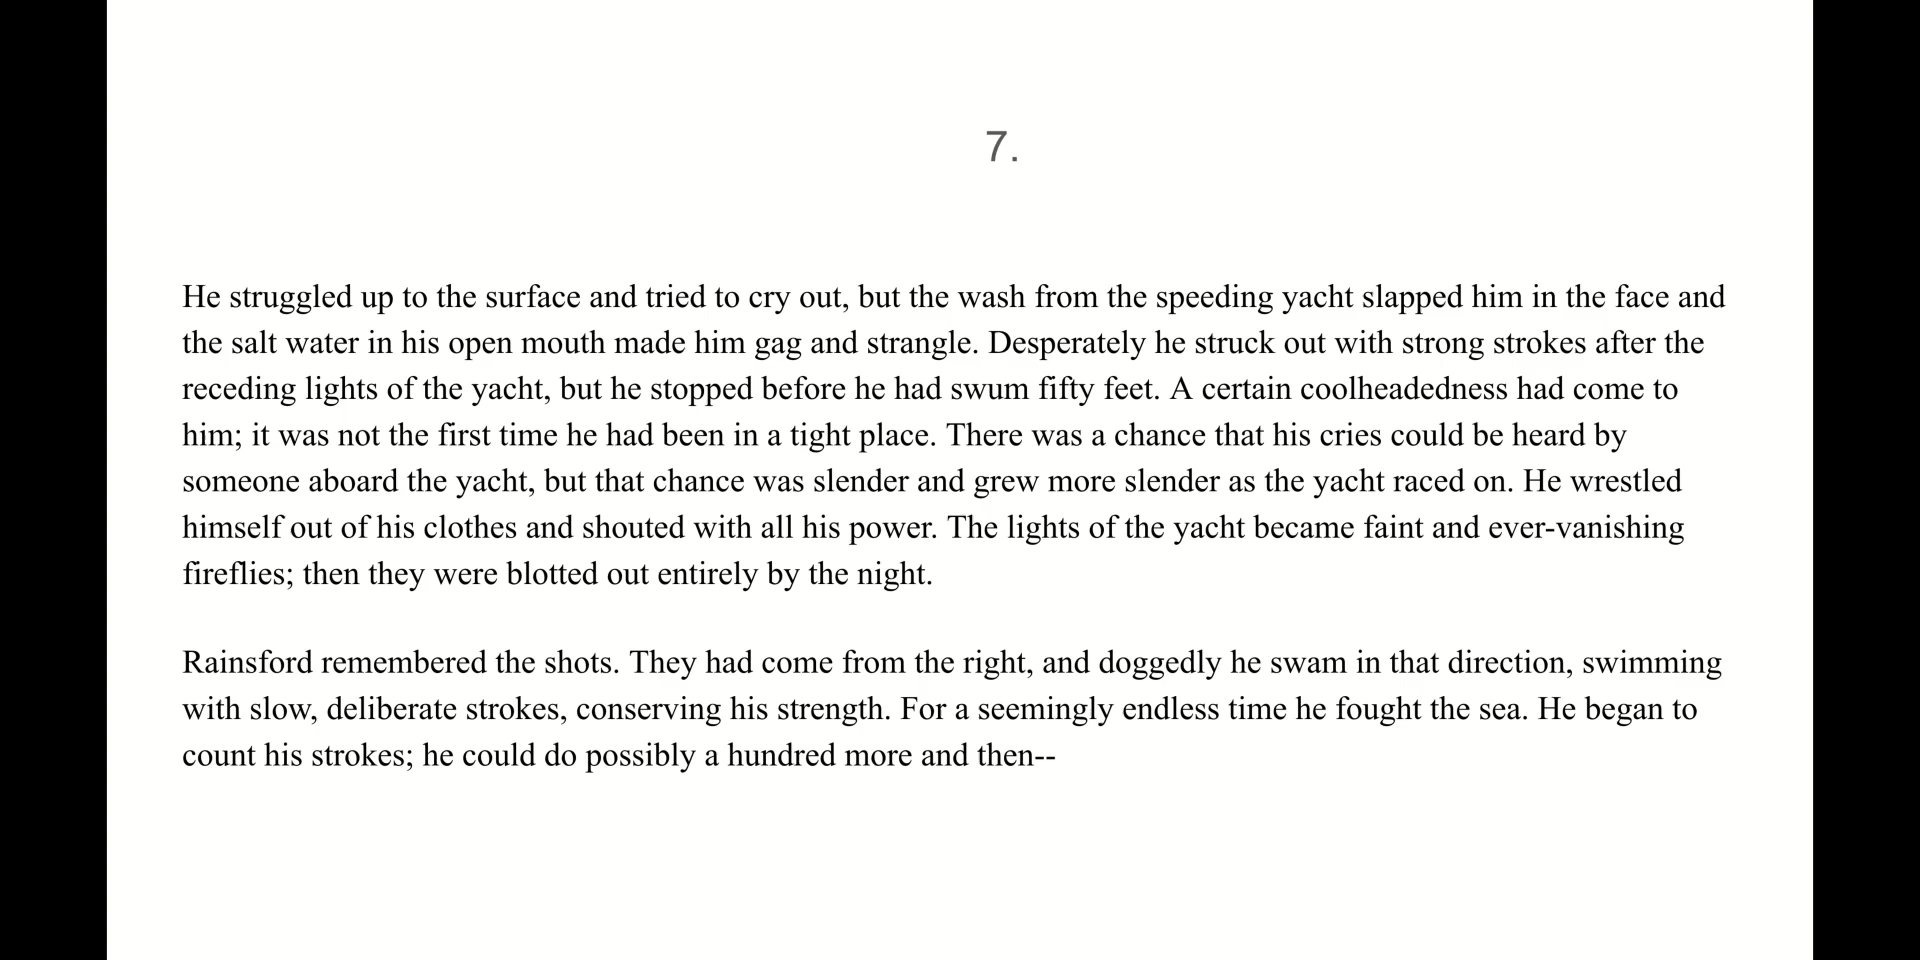 7.
He struggled up to the surface and tried to cry out, but the wash from the speeding yacht slapped him in the face and
the salt water in his open mouth made him gag and strangle. Desperately he struck out with strong strokes after the
receding lights of the yacht, but he stopped before he had swum fifty feet. A certain coolheadedness had come to
him; it was not the first time he had been in a tight place. There was a chance that his cries could be heard by
someone aboard the yacht, but that chance was slender and grew more slender as the yacht raced on. He wrestled
himself out of his clothes and shouted with all his power. The lights of the yacht became faint and ever-vanishing
fireflies; then they were blotted out entirely by the night.
Rainsford remembered the shots. They had come from the right, and doggedly he swam in that direction, swimming
with slow, deliberate strokes, conserving his strength. For a seemingly endless time he fought the sea. He began to
count his strokes; he could do possibly a hundred more and then--